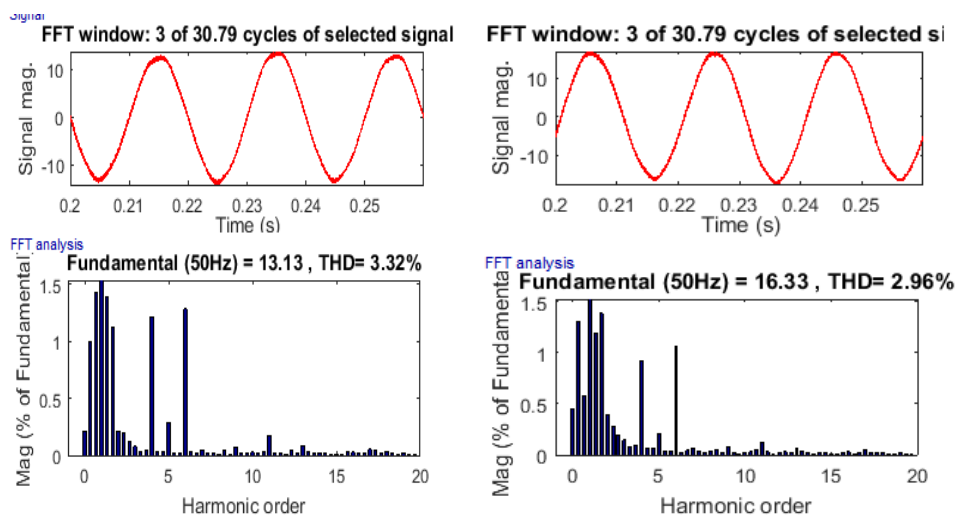 Signal
FFT window: 3 of 30.79 cycles of selected signal
Signal mag.
10
0
-10
0.2 0.21 0.22 0.23 0.24 0.25
Time (s)
FFT analysis
Fundamental (50Hz) = 13.13 , THD= 3.32%
Mag (% of Fundamental)
1.5
1
0.5
0
0 5 10 15 20
Harmonic order
FFT window: 3 of 30.79 cycles of selected si
Signal mag.
10
0
-10
0.2 0.21 0.22 0.23 0.24 0.25
Time (s)
FFT analysis
Fundamental (50Hz) = 16.33 , THD= 2.96%
Mag (% of Fundamental
1.5
1
0.5
0
0 5 10 15 20
Harmonic order